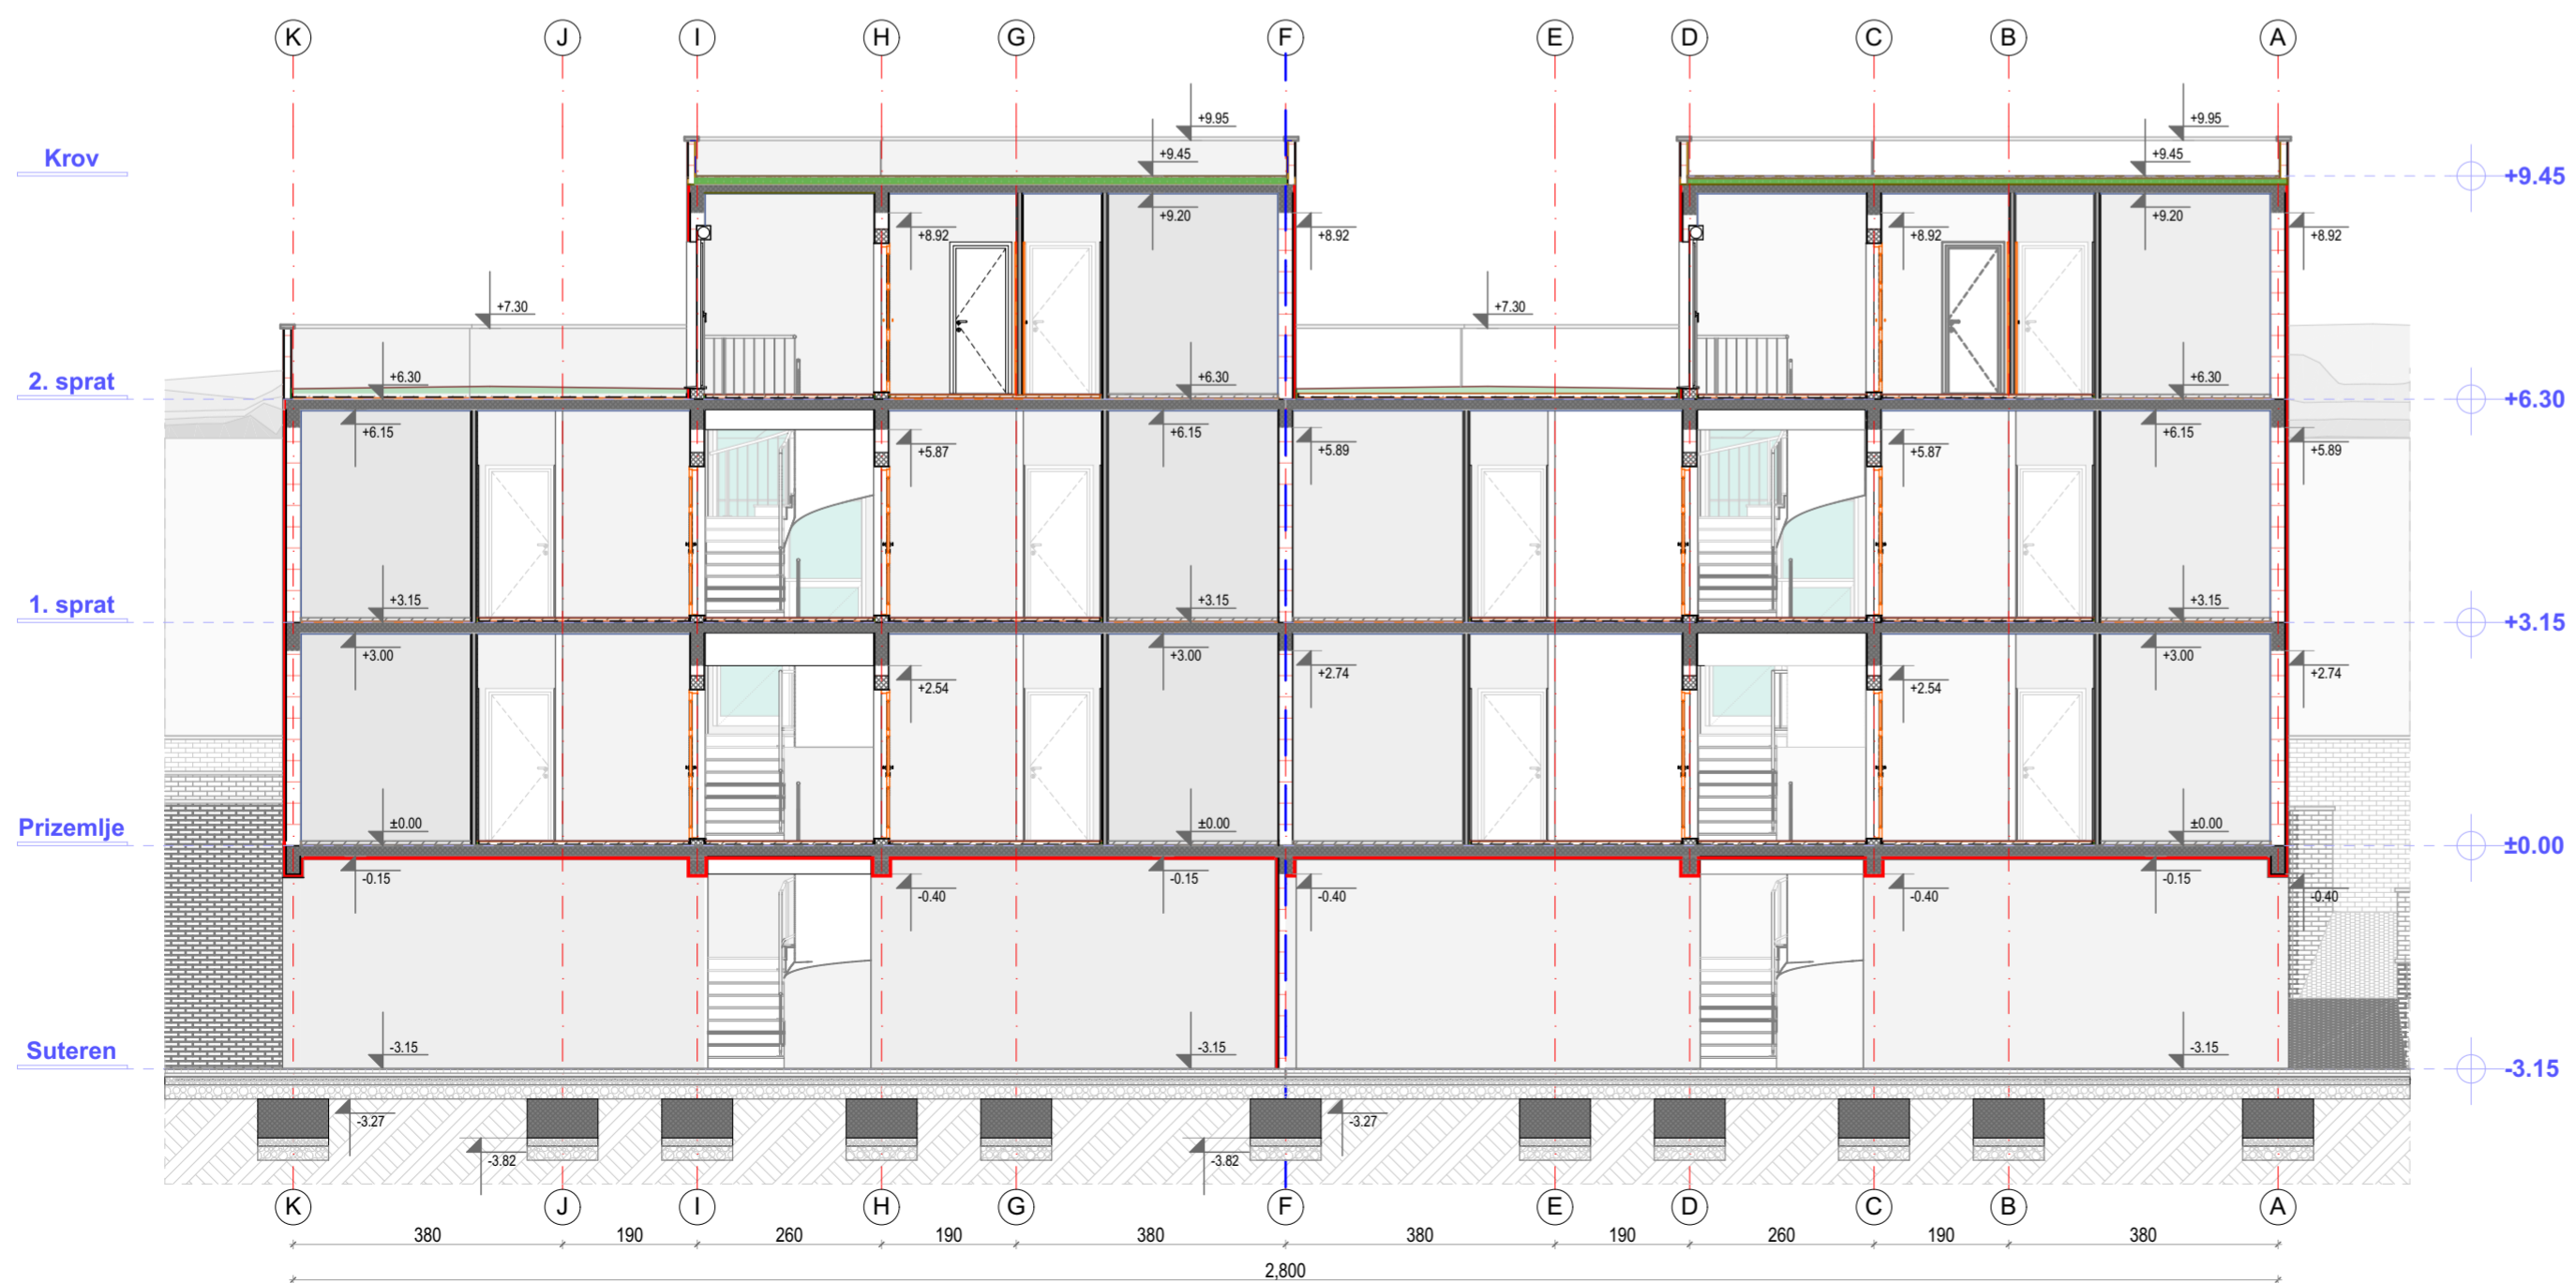 K J I H G F E D C B A
+9.95 +9.95
Krov +9.45 +9.45 +9.45
+9.20 +9.20
+8.92 +8.92 +8.92 +8.92
+7.30 +7.30
2. sprat +6.30 +6.30 +6.30 +6.30
+6.15 +6.15 +6.15
+5.87 +5.89 +5.87 +5.89
1. sprat +3.15 +3.15 +3.15 +3.15
+3.00 +3.00 +3.00
+2.54 +2.74 +2.54 +2.74
Prizemlje ±0.00 ±0.00 ±0.00 ±0.00
-0.15 -0.15 -0.15
-0.40 -0.40 -0.40 -0.40
Suteren -3.15 -3.15 -3.15 -3.15
-3.27 -3.27
-3.82 -3.82
K J I H G F E D C B A
380 190 260 190 380 380 190 260 190 380
2,800